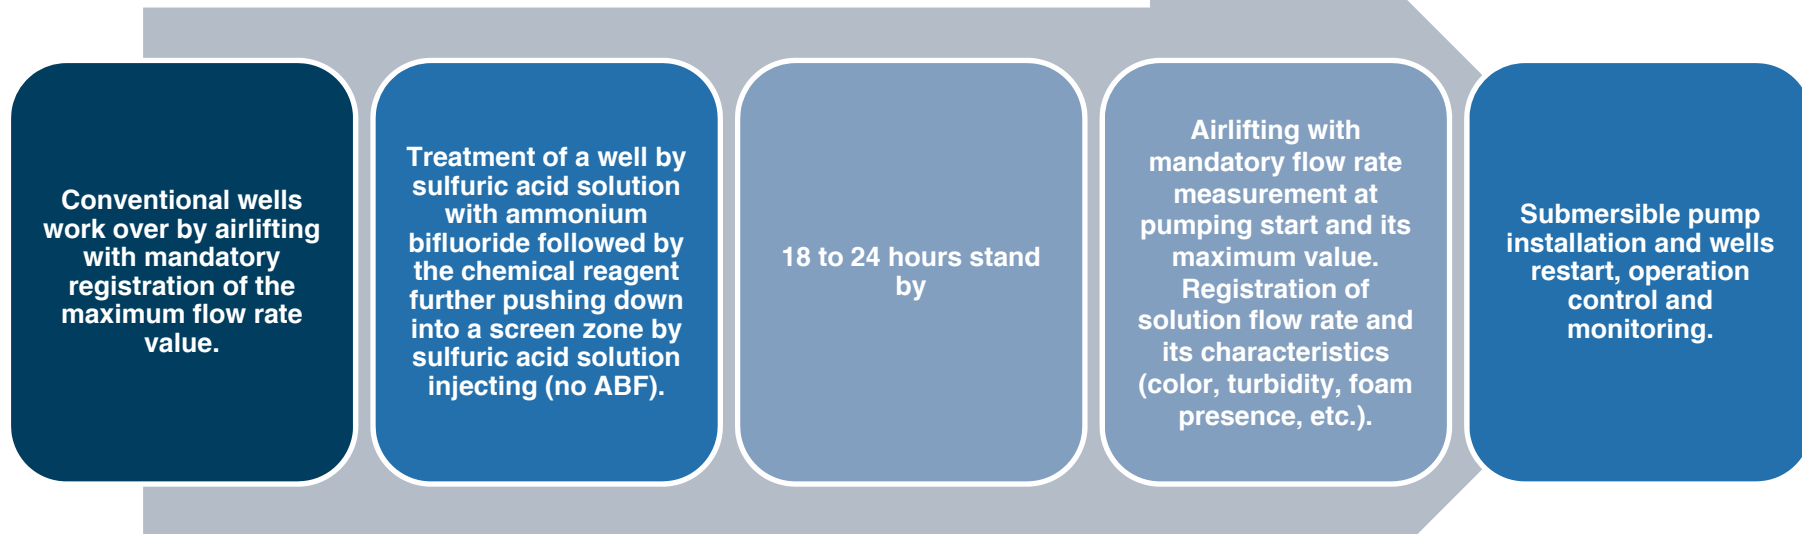 Conventional wells
work over by airlifting
with mandatory
registration of the
maximum flow rate
value.
Treatment of a well by
sulfuric acid solution
with ammonium
bifluoride followed by
the chemical reagent
further pushing down
into a screen zone by
sulfuric acid solution
injecting (no ABF).
18 to 24 hours stand
by
Airlifting with
mandatory flow rate
measurement at
pumping start and its
maximum value.
Registration of
solution flow rate and
its characteristics
(color, turbidity, foam
presence, etc.).
Submersible pump
installation and wells
restart, operation
control and
monitoring.